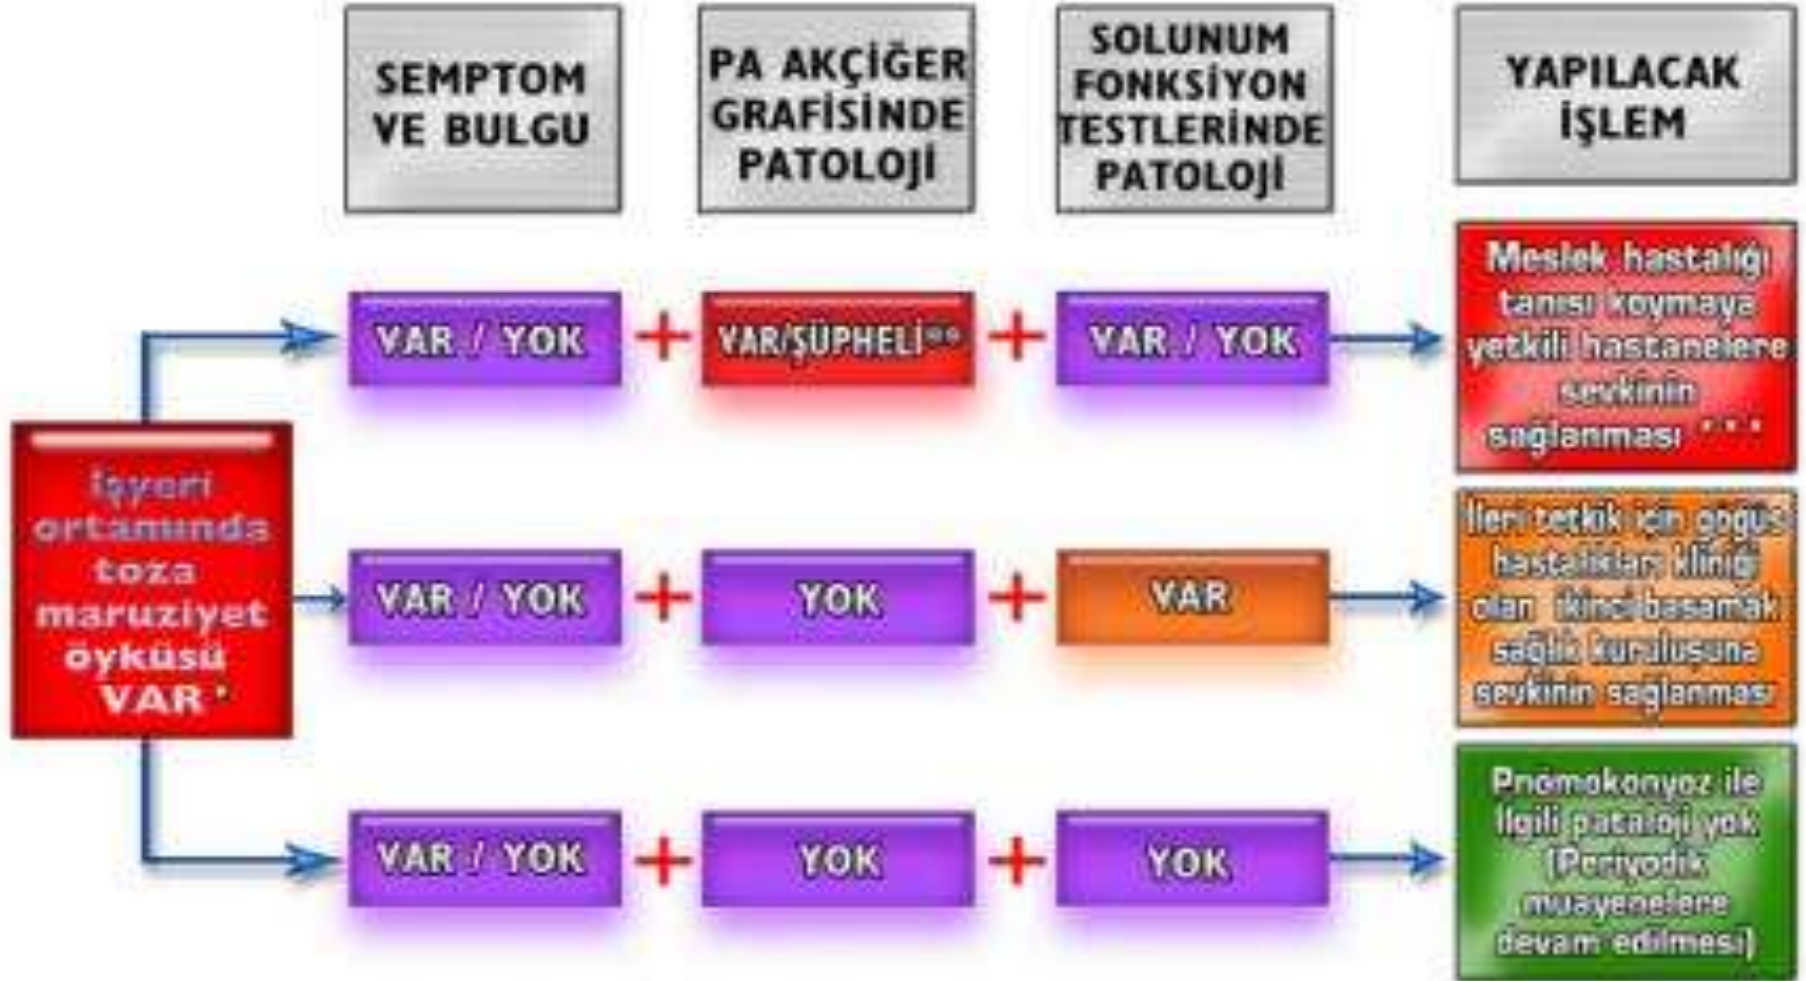 SEMPTOM
VE BULGU
PA AKÇİĞER
GRAFİSİNDE
PATOLOJİ
SOLUNUM
FONKSİYON
TESTLERİNDE
PATOLOJİ
YAPILACAK
İŞLEM
İşyeri
ortamında
toza
maruziyet
öyküsü
VAR *
VAR / YOK
+
VAR/ŞÜPHELİ**
+
VAR / YOK
Meslek hastalığı
tanısı koymaya
yetkili hastanelere
sevkinin
sağlanması ***
VAR / YOK
+
YOK
+
VAR
İleri tetkik için göğüs
hastalıkları kliniği
olan ikinci basamak
sağlık kuruluşuna
sevkinin sağlanması
VAR / YOK
+
YOK
+
YOK
Pnömokonyoz ile
ilgili pataloji yok
(Periyodik
muayenelere
devam edilmesi)